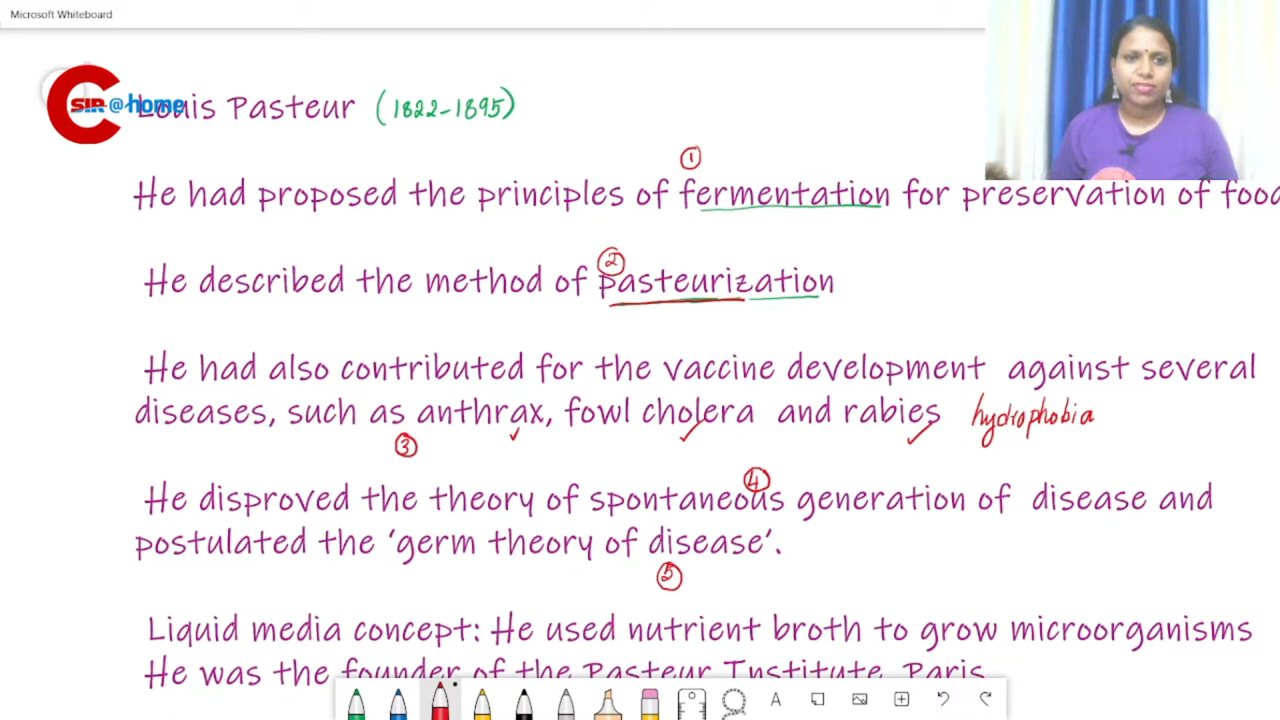 Microsoft Whiteboard
CSIR@home
Louis Pasteur (1822-1895)
①
He had proposed the principles of fermentation for preservation of food
②
He described the method of pasteurization
He had also contributed for the vaccine development against several
diseases, such as anthrax, fowl cholera and rabies hydrophobia
③
④
He disproved the theory of spontaneous generation of disease and
postulated the ‘germ theory of disease’.
⑤
Liquid media concept: He used nutrient broth to grow microorganisms
He was the founder of the Pasteur Institute, Paris
A